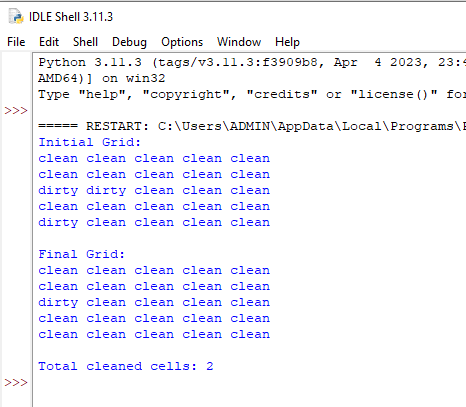 IDLE Shell 3.11.3
File Edit Shell Debug Options Window Help
Python 3.11.3 (tags/v3.11.3:f3909b8, Apr 4 2023, 23:4
AMD64)] on win32
Type "help", "copyright", "credits" or "license()" for
>>>
===== RESTART: C:\Users\ADMIN\AppData\Local\Programs\
Initial Grid:
clean clean clean clean clean
clean clean clean clean clean
dirty dirty clean clean clean
clean clean clean clean clean
dirty clean clean clean clean
Final Grid:
clean clean clean clean clean
clean clean clean clean clean
dirty clean clean clean clean
clean clean clean clean clean
clean clean clean clean clean
Total cleaned cells: 2
>>>